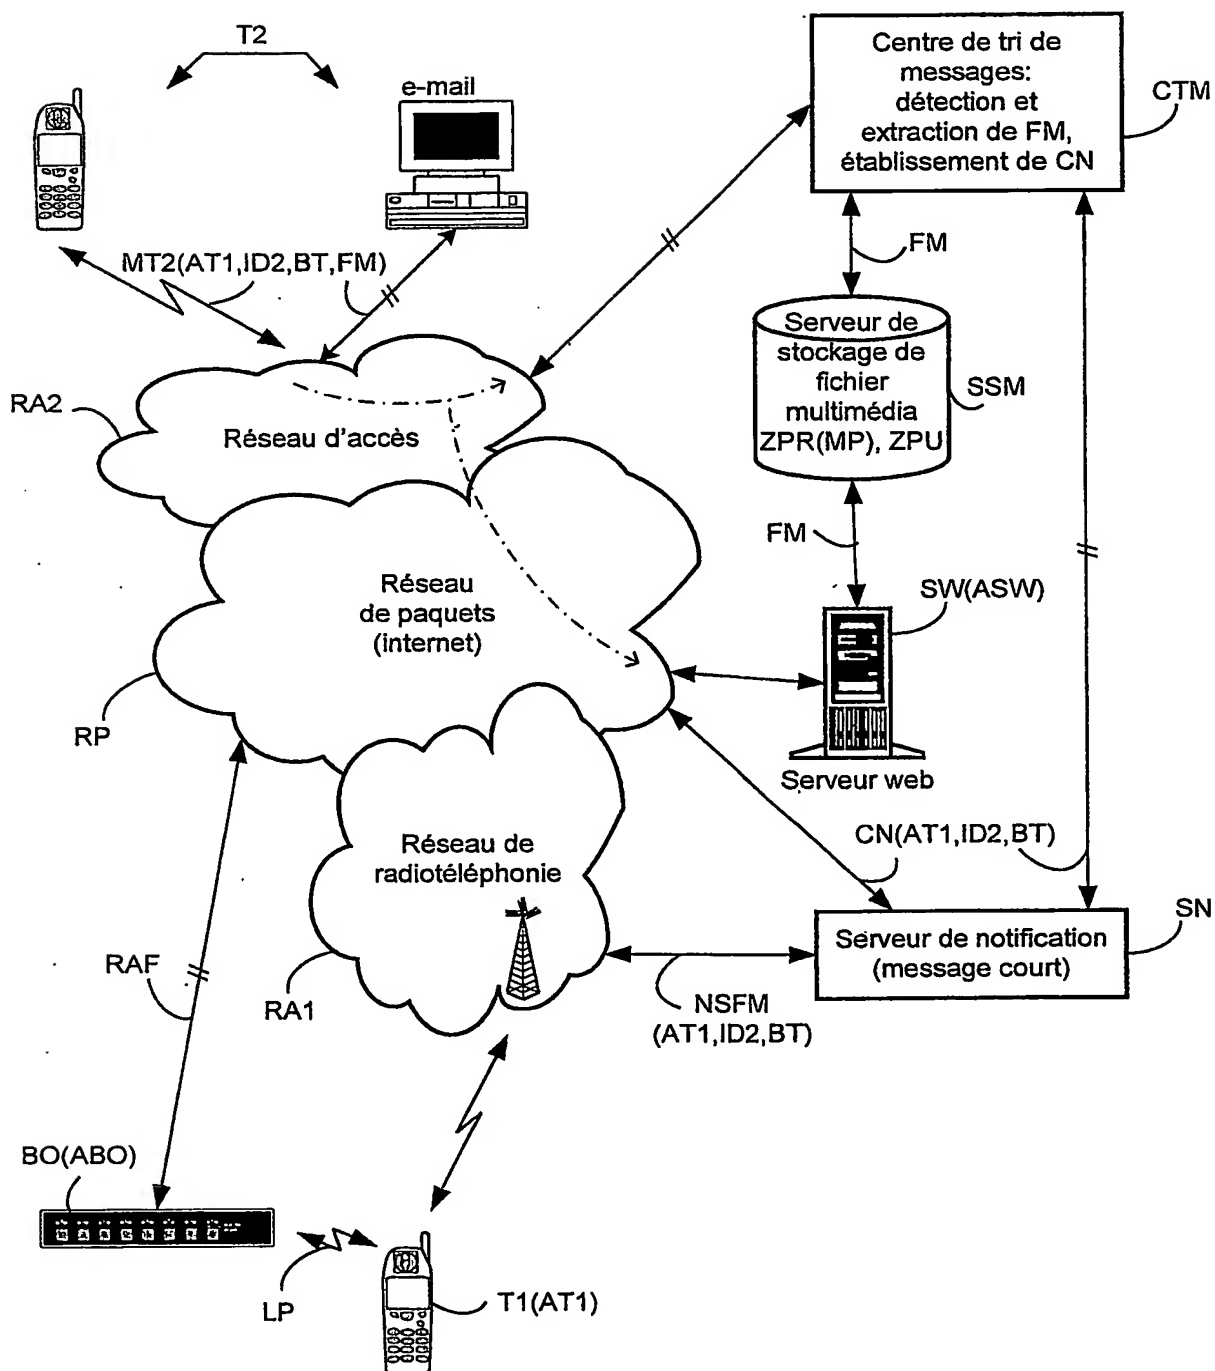 T2
e-mail
Centre de tri de
messages:
détection et
extraction de FM,
établissement de CN
CTM
MT2(AT1,ID2,BT,FM)
FM
Serveur de
stockage de
fichier
multimédia
ZPR(MP), ZPU
SSM
RA2
Réseau d'accès
FM
SW(ASW)
Réseau
de paquets
(internet)
RP
Serveur web
CN(AT1,ID2,BT)
Réseau de
radiotéléphonie
SN
Serveur de notification
(message court)
RAF
RA1
NSFM
(AT1,ID2,BT)
BO(ABO)
LP
T1(AT1)